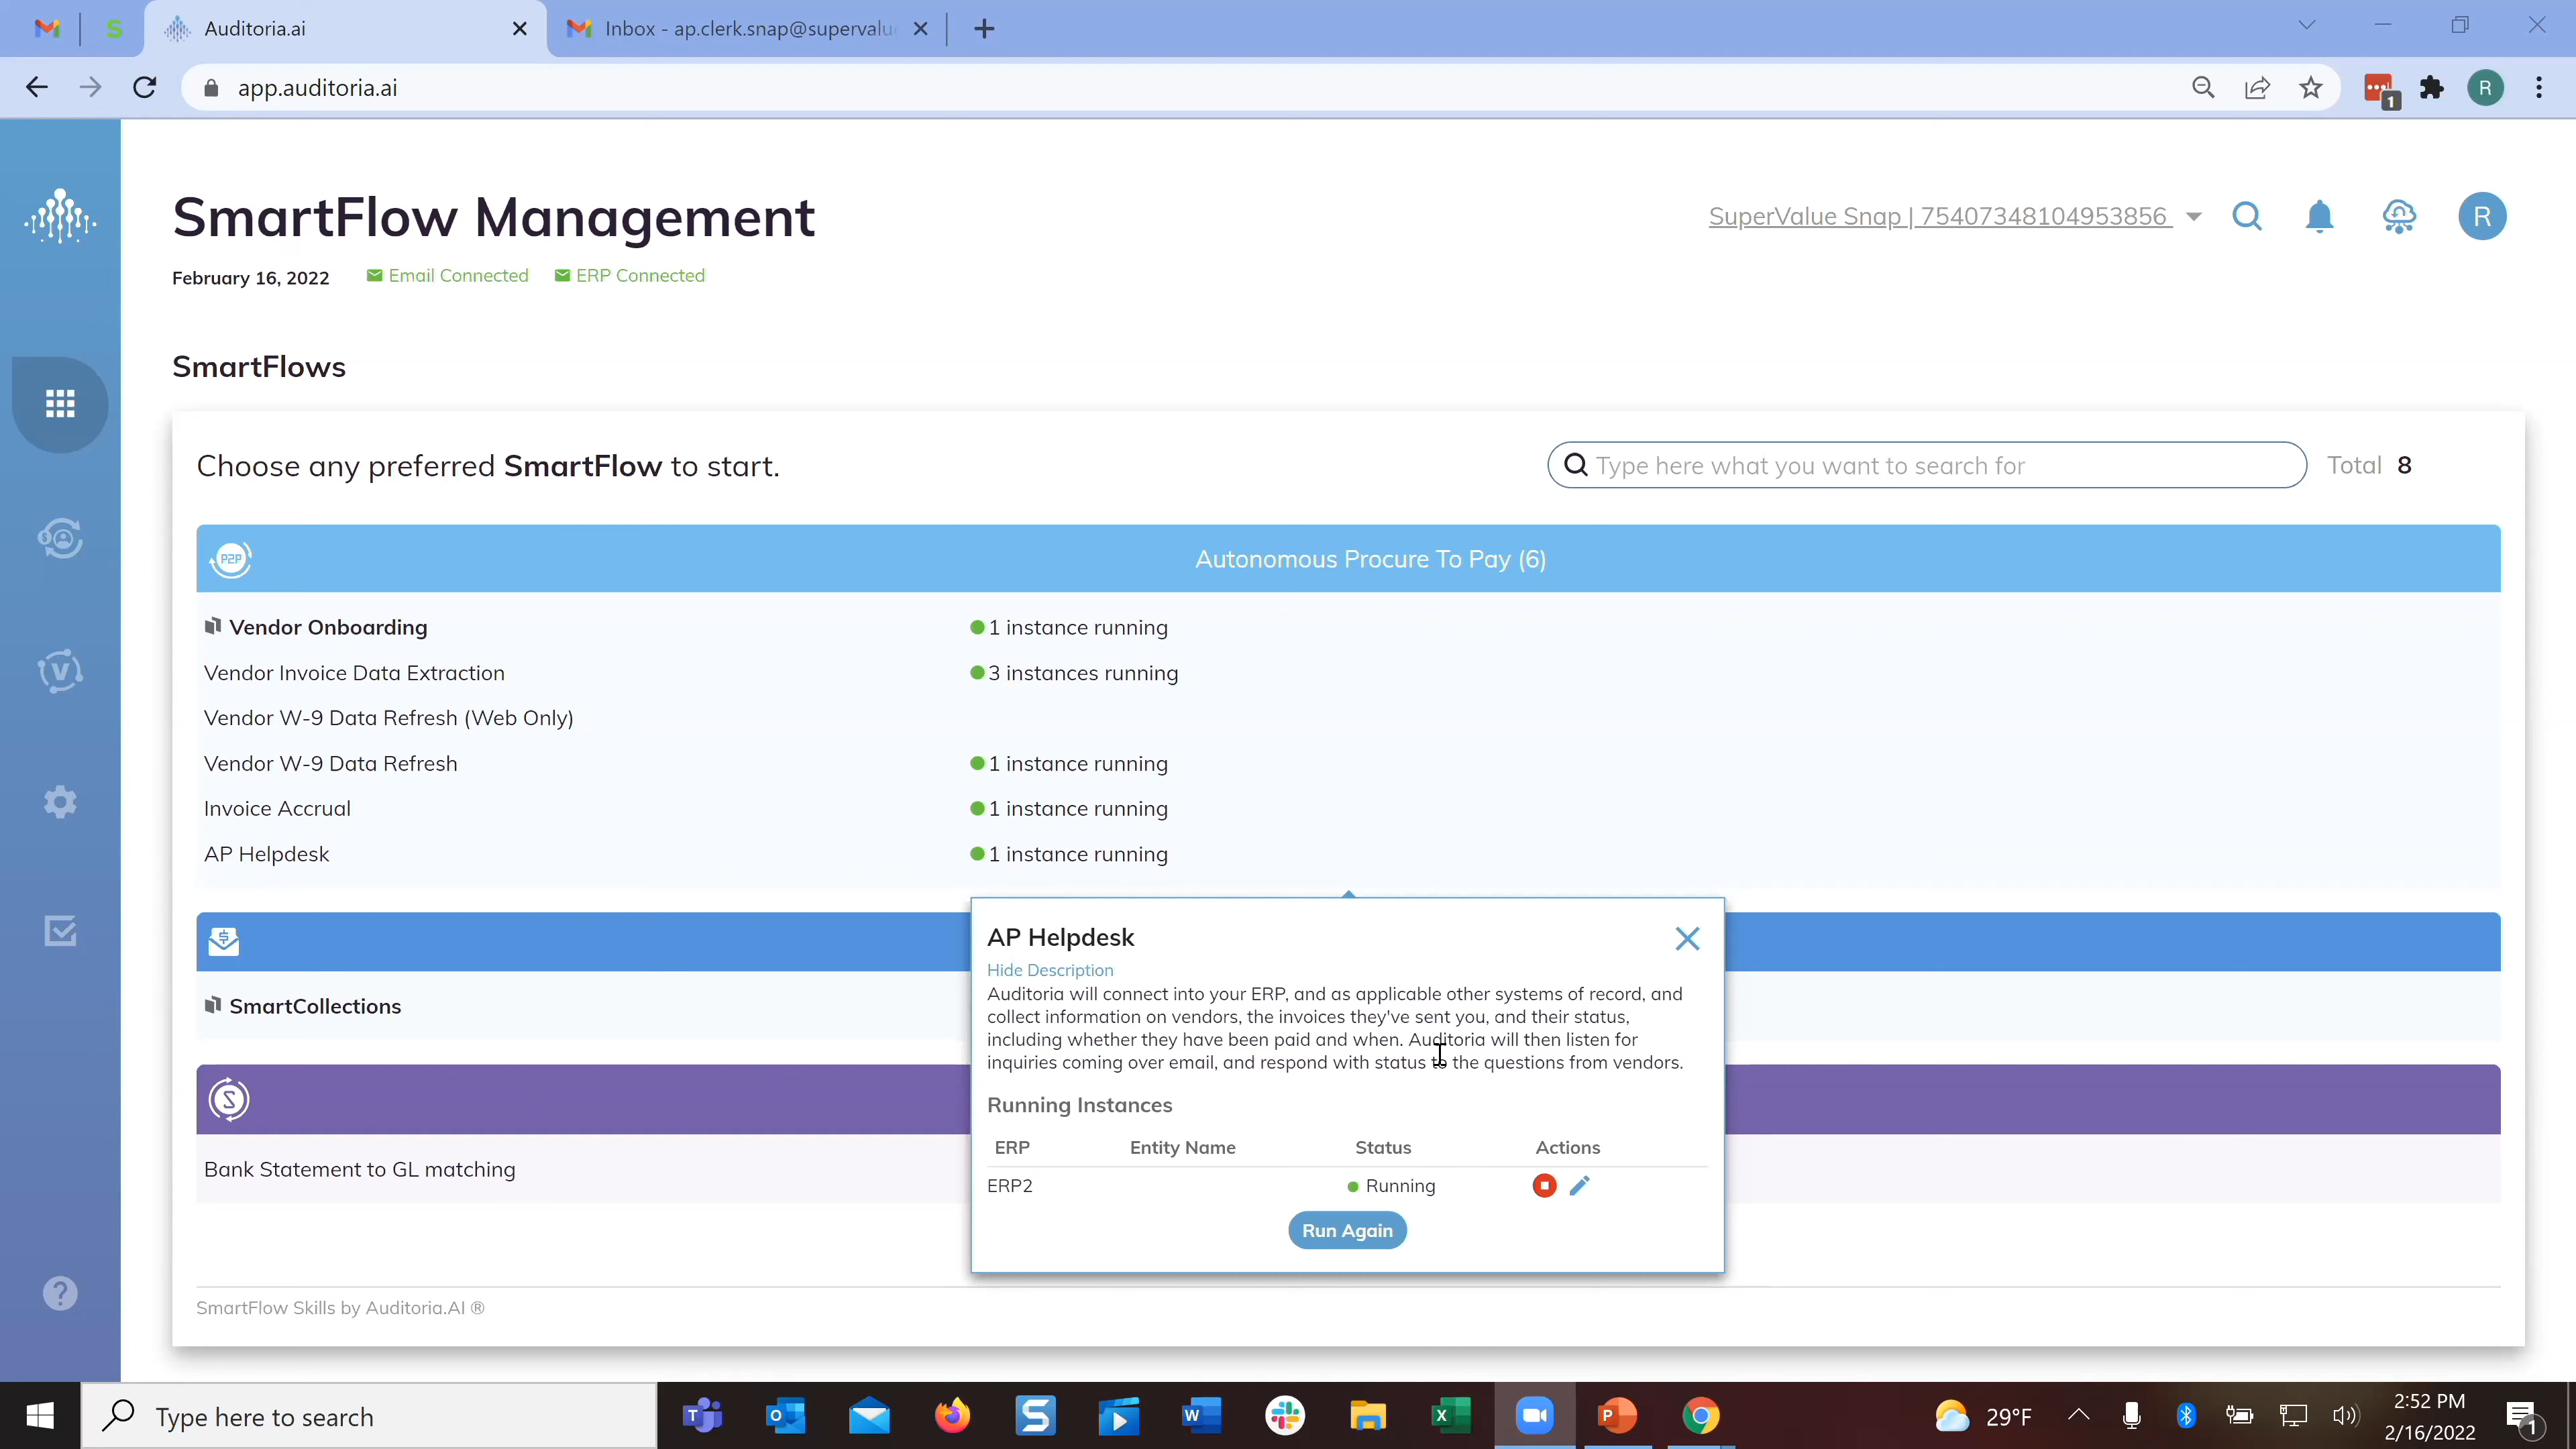 Auditoria.ai
Inbox - ap.clerk.snap@supervalu
app.auditoria.ai
1
R
SmartFlow Management
SuperValue Snap | 75407348104953856
R
February 16, 2022
Email Connected
ERP Connected
SmartFlows
Choose any preferred SmartFlow to start.
Type here what you want to search for
Total 8
P2P
Autonomous Procure To Pay (6)
Vendor Onboarding
1 instance running
Vendor Invoice Data Extraction
3 instances running
Vendor W-9 Data Refresh (Web Only)
Vendor W-9 Data Refresh
1 instance running
Invoice Accrual
1 instance running
AP Helpdesk
1 instance running
AP Helpdesk
Hide Description
Auditoria will connect into your ERP, and as applicable other systems of record, and
collect information on vendors, the invoices they've sent you, and their status,
including whether they have been paid and when. Auditoria will then listen for
inquiries coming over email, and respond with status to the questions from vendors.
SmartCollections
Running Instances
ERP
Entity Name
Status
Actions
Bank Statement to GL matching
ERP2
Running
Run Again
SmartFlow Skills by Auditoria.AI ®
Type here to search
29°F
2:52 PM
2/16/2022
1